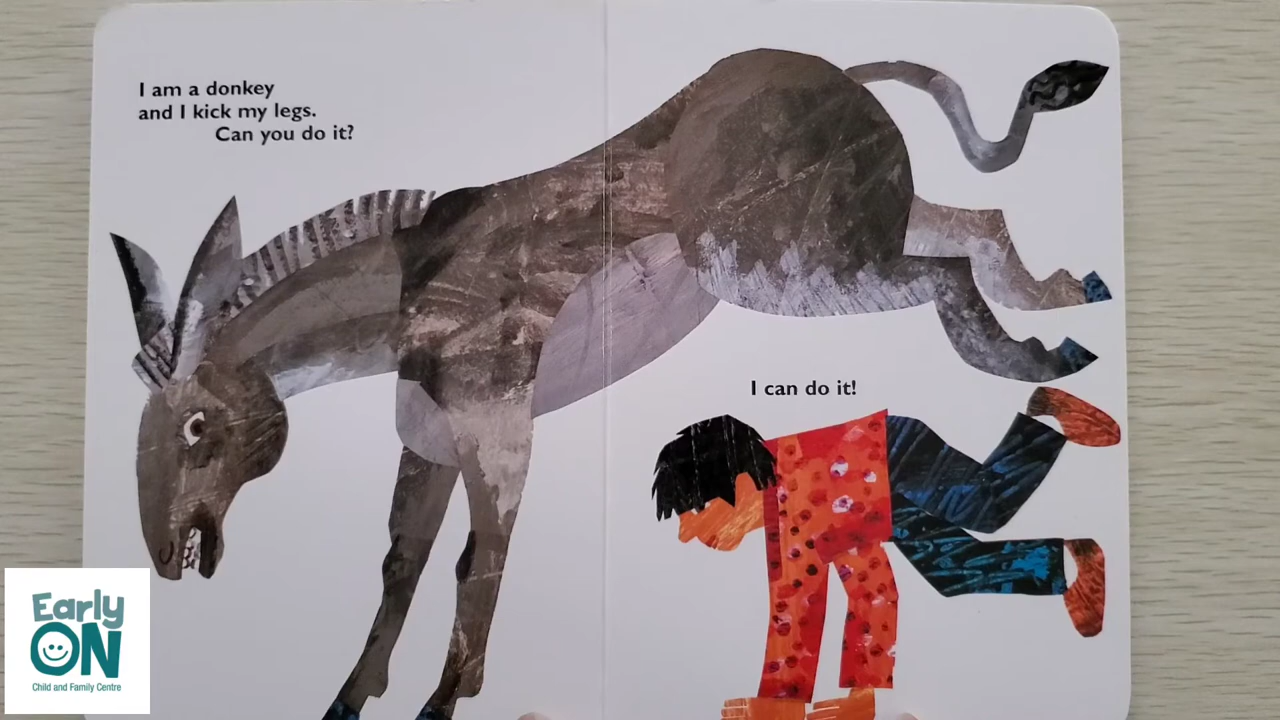 I am a donkey
and I kick my legs.
Can you do it?
I can do it!
Early
ON
Child and Family Centre